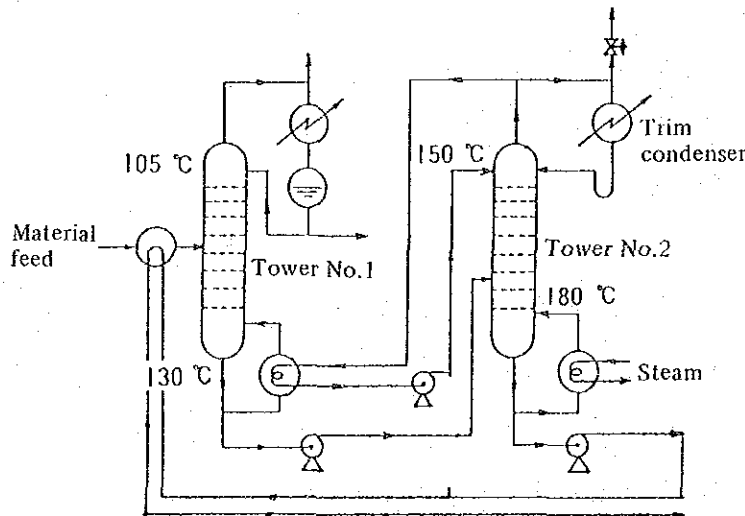 Trim
condenser
105 ℃
150 ℃
Material
feed
Tower No.1
Tower No.2
180 ℃
130 ℃
Steam